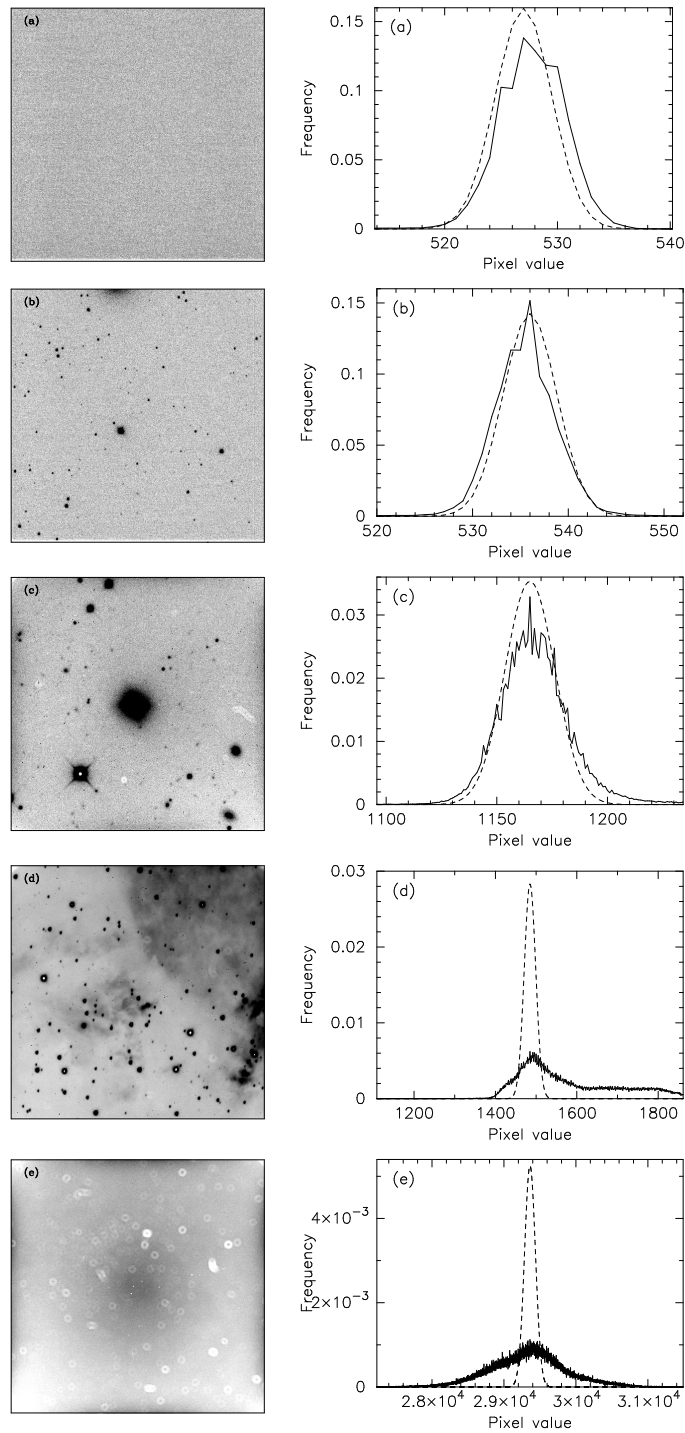 (a)
(a)
0.15
0.1
0.05
0
Frequency
520
530
540
Pixel value
(b)
(b)
0.15
0.1
0.05
0
Frequency
520
530
540
550
Pixel value
(c)
(c)
0.03
0.02
0.01
0
Frequency
1100
1150
1200
Pixel value
(d)
(d)
0.03
0.02
0.01
0
Frequency
1200
1400
1600
1800
Pixel value
(e)
(e)
4×10⁻³
2×10⁻³
0
Frequency
2.8×10⁴
2.9×10⁴
3×10⁴
3.1×10⁴
Pixel value